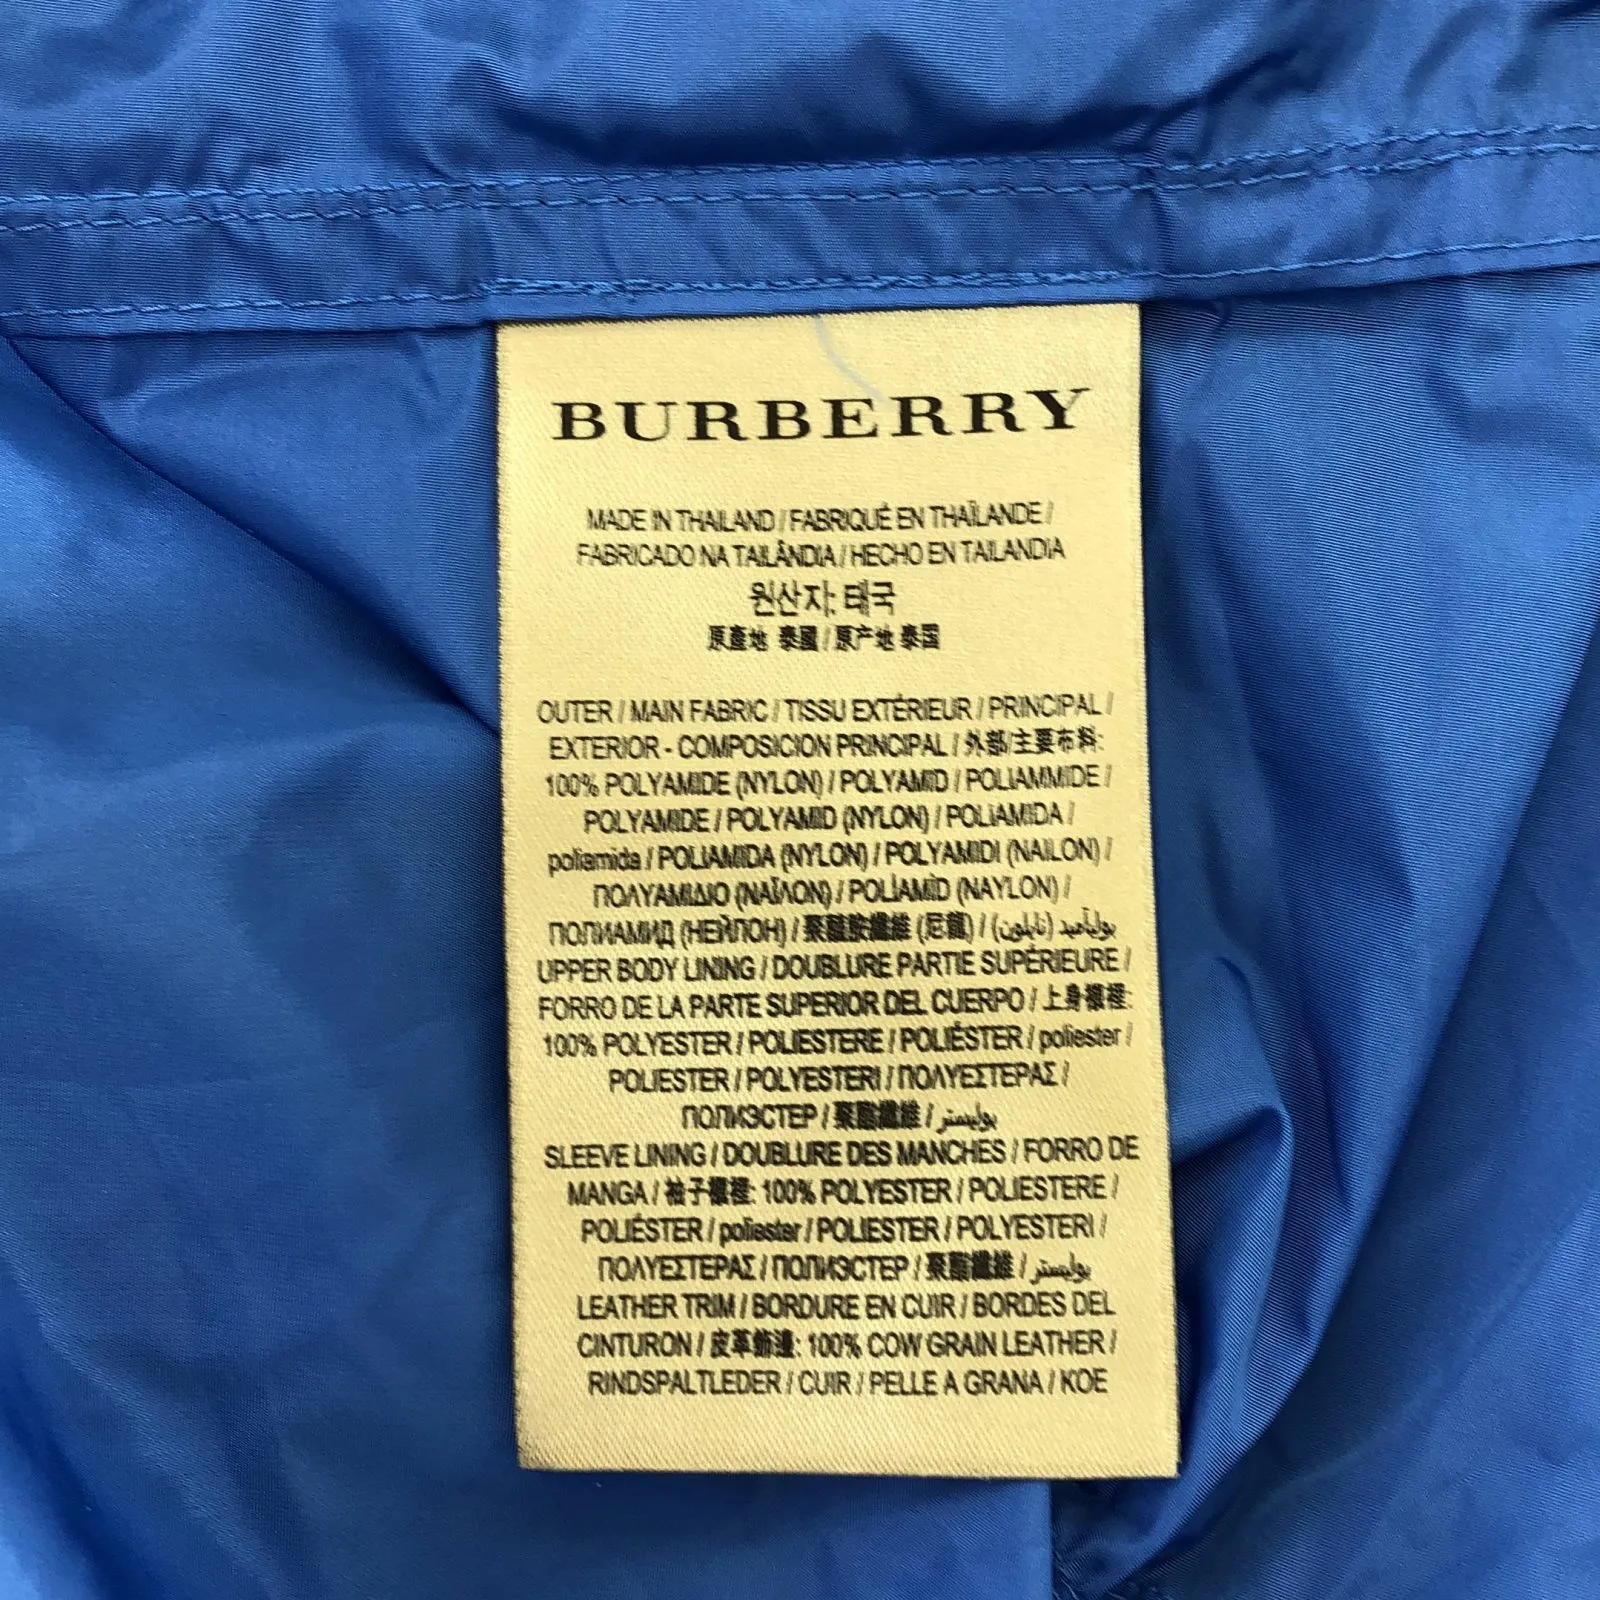 BURBERRY
MADE IN THAILAND / FABRIQUÉ EN THAÏLANDE /
FABRICADO NA TAILÂNDIA / HECHO EN TAILANDIA
원산지: 태국
原產地 泰國 / 原产地 泰国
OUTER / MAIN FABRIC / TISSU EXTÉRIEUR / PRINCIPAL /
EXTERIOR - COMPOSICION PRINCIPAL / 外部/主要布料:
100% POLYAMIDE (NYLON) / POLYAMID / POLIAMMIDE /
POLYAMIDE / POLYAMID (NYLON) / POLIAMIDA /
poliamida / POLIAMIDA (NYLON) / POLYAMIDI (NAILON) /
ΠΟΛΥΑΜΙΔΙΟ (ΝΑΪΛΟΝ) / POLİAMİD (NAYLON) /
ПОЛИАМИД (НЕЙЛОН) / 聚醯胺纖維 (尼龍) / بولیآمید (نایلون)
UPPER BODY LINING / DOUBLURE PARTIE SUPÉRIEURE /
FORRO DE LA PARTE SUPERIOR DEL CUERPO / 上身襯裡:
100% POLYESTER / POLIESTERE / POLIÉSTER / poliester /
POLIESTER / POLYESTERI / ΠΟΛΥΕΣΤΕΡΑΣ /
ПОЛИЭСТЕР / 聚酯纖維 / بولیستر
SLEEVE LINING / DOUBLURE DES MANCHES / FORRO DE
MANGA / 袖子襯裡: 100% POLYESTER / POLIESTERE /
POLIÉSTER / poliester / POLIESTER / POLYESTERI /
ΠΟΛΥΕΣΤΕΡΑΣ / ПОЛИЭСТЕР / 聚酯纖維 / بولیستر
LEATHER TRIM / BORDURE EN CUIR / BORDES DEL
CINTURON / 皮革飾邊: 100% COW GRAIN LEATHER /
RINDSPALTLEDER / CUIR / PELLE A GRANA / KOE